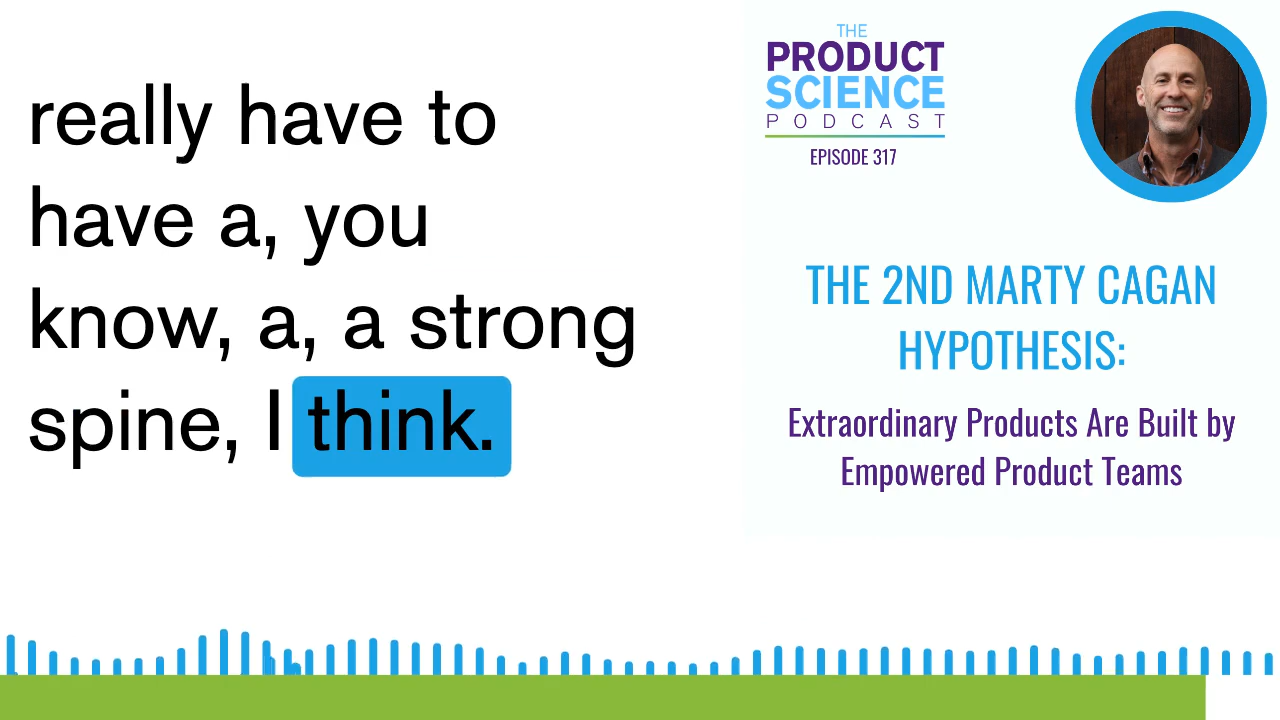 really have to
have a, you
know, a, a strong
spine, I think.
THE
PRODUCT
SCIENCE
PODCAST
EPISODE 317
THE 2ND MARTY CAGAN
HYPOTHESIS:
Extraordinary Products Are Built by
Empowered Product Teams